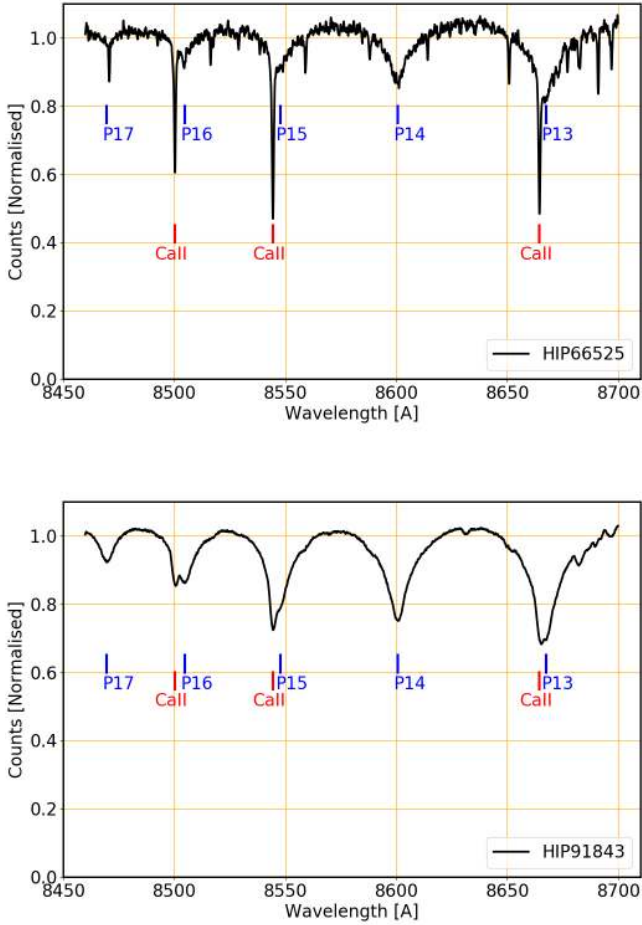 1.0
0.8
0.6
0.4
0.2
0.0
Counts [Normalised]
P17 P16 P15 P14 P13
CaII CaII CaII
HIP66525
8450 8500 8550 8600 8650 8700
Wavelength [A]
1.0
0.8
0.6
0.4
0.2
0.0
Counts [Normalised]
P17 P16 P15 P14 P13
CaII CaII CaII
HIP91843
8450 8500 8550 8600 8650 8700
Wavelength [A]